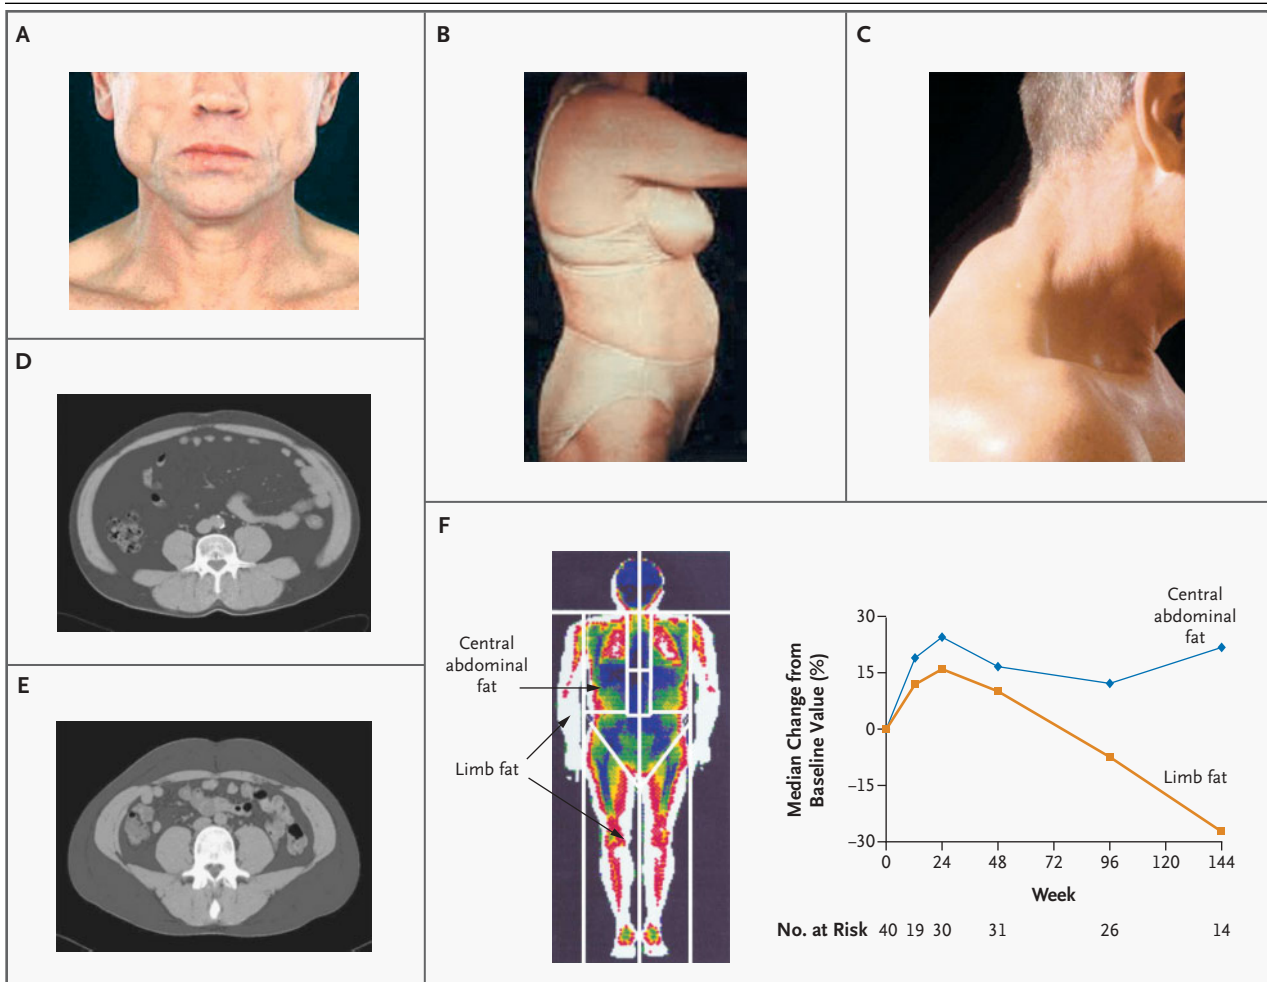 A
B
C
D
E
F
Central
abdominal
fat
Limb fat
Median Change from
Baseline Value (%)
30
15
0
–15
–30
Central
abdominal
fat
Limb fat
0 24 48 72 96 120 144
Week
No. at Risk 40 19 30 31 26 14